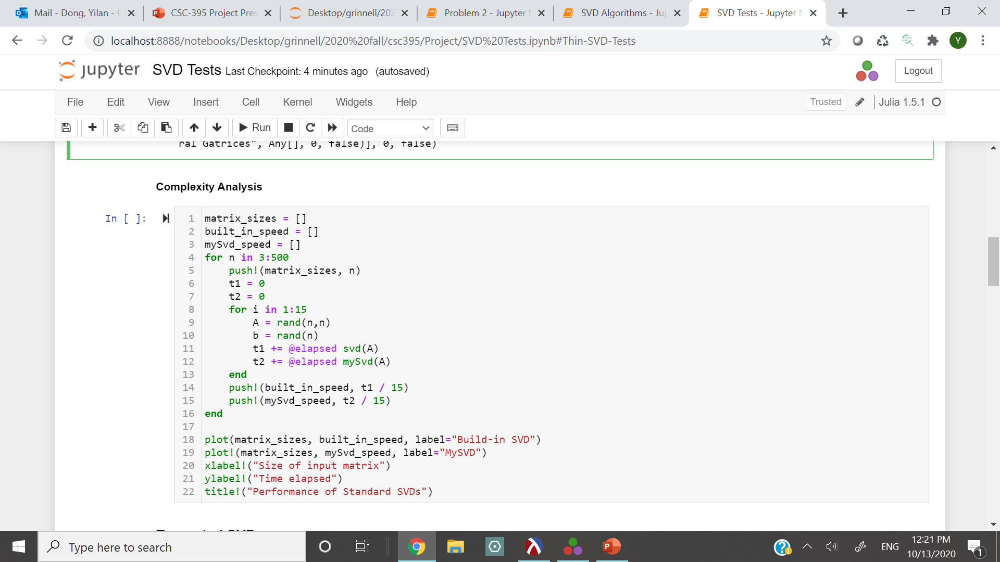 Mail - Dong, Yilan -
CSC-395 Project Pres
Desktop/grinnell/202
Problem 2 - Jupyter
SVD Algorithms - Ju
SVD Tests - Jupyter
localhost:8888/notebooks/Desktop/grinnell/2020%20fall/csc395/Project/SVD%20Tests.ipynb#Thin-SVD-Tests
Y
jupyter SVD Tests Last Checkpoint: 4 minutes ago (autosaved)
Logout
File Edit View Insert Cell Kernel Widgets Help
Trusted
Julia 1.5.1
Run
Code
ral Gatrices", Any[], 0, false)], 0, false)
Complexity Analysis
In [ ]:
1 matrix_sizes = []
2 built_in_speed = []
3 mySvd_speed = []
4 for n in 3:500
5 push!(matrix_sizes, n)
6 t1 = 0
7 t2 = 0
8 for i in 1:15
9 A = rand(n,n)
10 b = rand(n)
11 t1 += @elapsed svd(A)
12 t2 += @elapsed mySvd(A)
13 end
14 push!(built_in_speed, t1 / 15)
15 push!(mySvd_speed, t2 / 15)
16 end
17
18 plot(matrix_sizes, built_in_speed, label="Build-in SVD")
19 plot!(matrix_sizes, mySvd_speed, label="MySVD")
20 xlabel!("Size of input matrix")
21 ylabel!("Time elapsed")
22 title!("Performance of Standard SVDs")
Type here to search
ENG
12:21 PM
10/13/2020
1